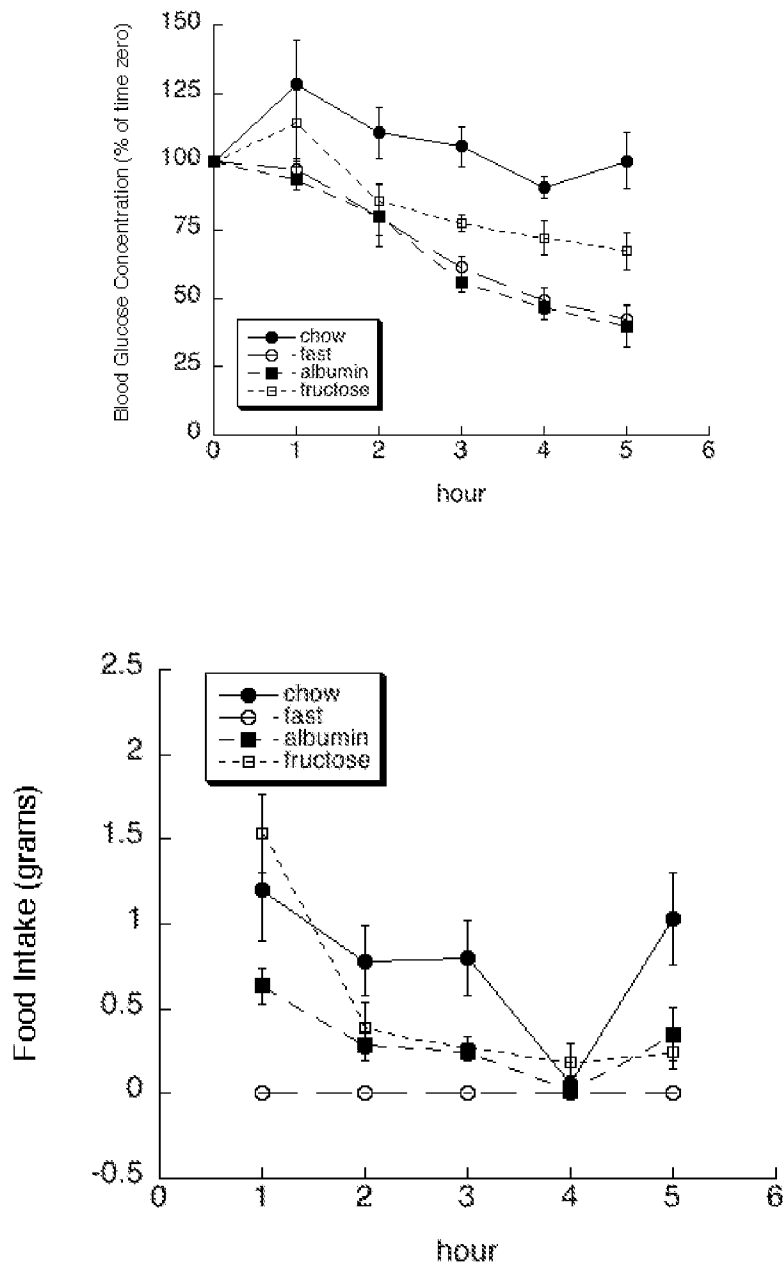 150
125
100
75
50
25
0
Blood Glucose Concentration (% of time zero)
chow
fast
albumin
fructose
0 1 2 3 4 5 6
hour
2.5
2
1.5
1
0.5
0
-0.5
Food Intake (grams)
chow
fast
albumin
fructose
0 1 2 3 4 5 6
hour